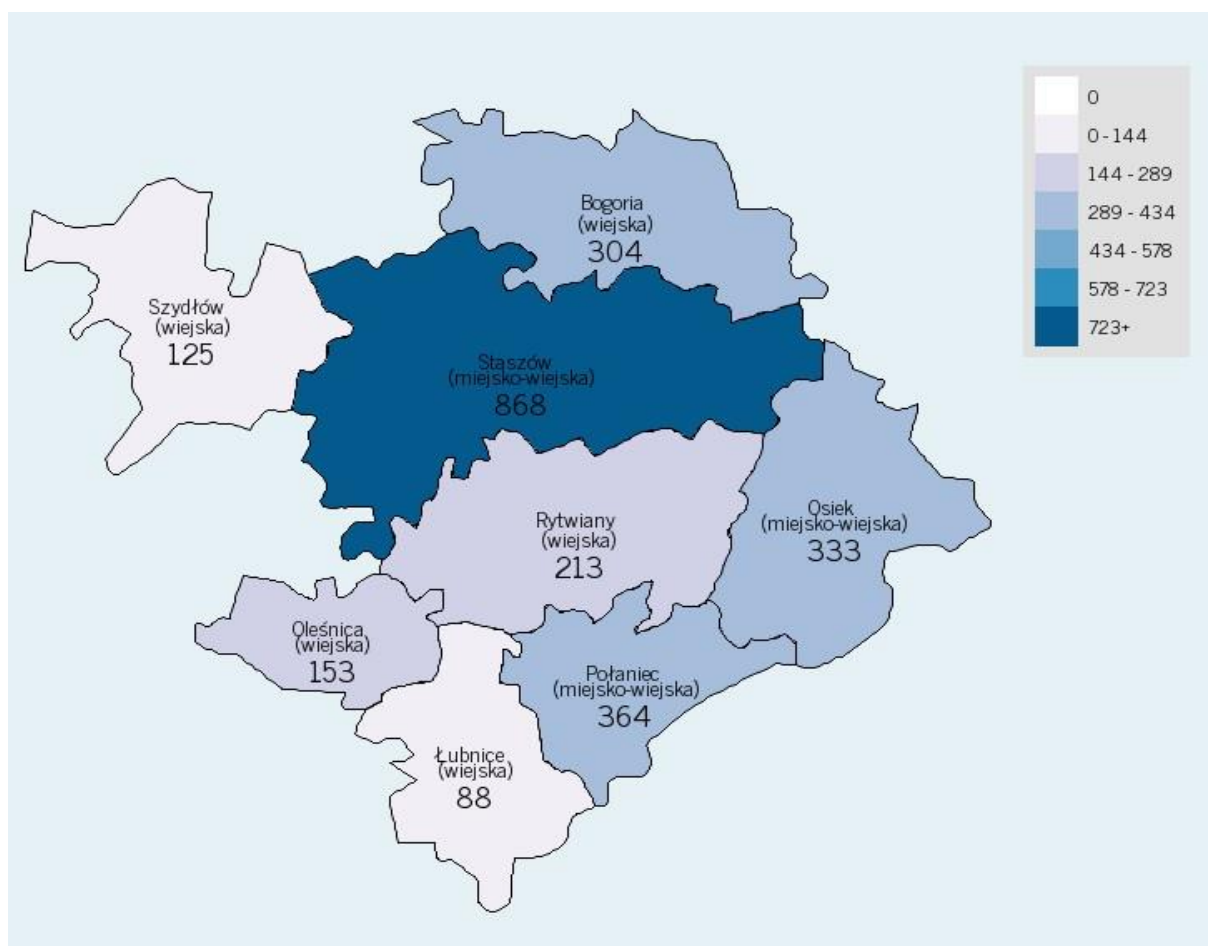 0
0 - 144
144 - 289
289 - 434
434 - 578
578 - 723
723+
Bogoria
(wiejska)
304
Szydłów
(wiejska)
125
Staszów
(miejsko-wiejska)
868
Osiek
(miejsko-wiejska)
333
Rytwiany
(wiejska)
213
Oleśnica
(wiejska)
153
Połaniec
(miejsko-wiejska)
364
Łubnice
(wiejska)
88